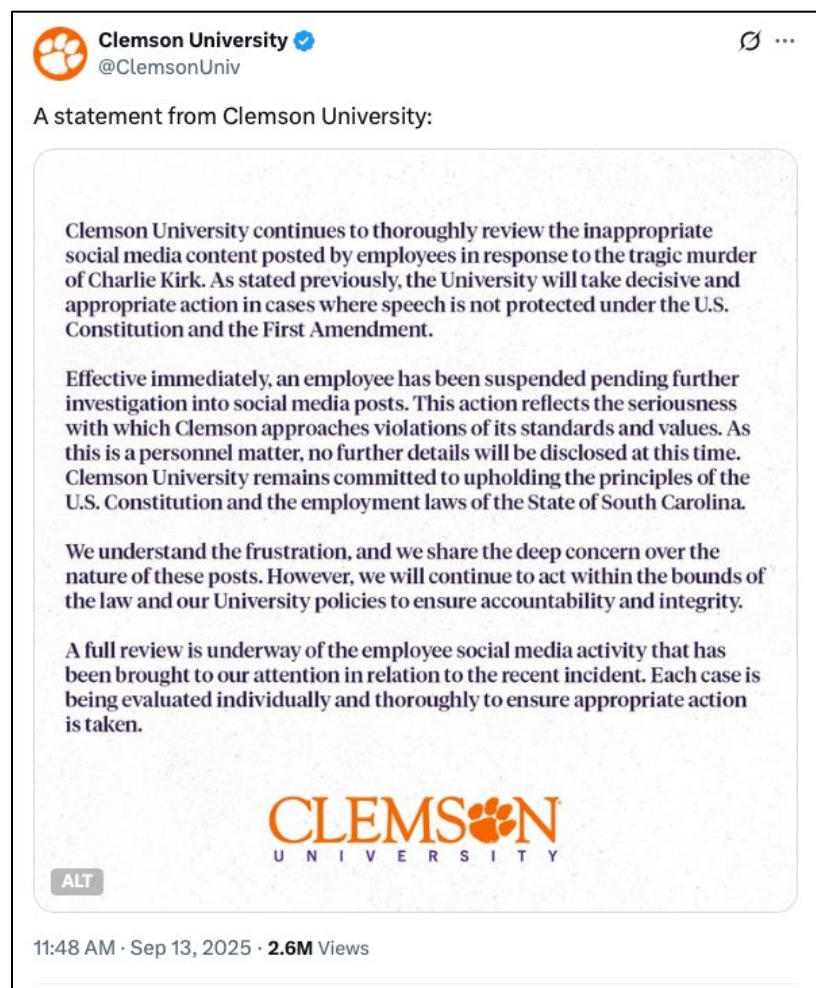 Clemson University
@ClemsonUniv
A statement from Clemson University:
Clemson University continues to thoroughly review the inappropriate
social media content posted by employees in response to the tragic murder
of Charlie Kirk. As stated previously, the University will take decisive and
appropriate action in cases where speech is not protected under the U.S.
Constitution and the First Amendment.
Effective immediately, an employee has been suspended pending further
investigation into social media posts. This action reflects the seriousness
with which Clemson approaches violations of its standards and values. As
this is a personnel matter, no further details will be disclosed at this time.
Clemson University remains committed to upholding the principles of the
U.S. Constitution and the employment laws of the State of South Carolina.
We understand the frustration, and we share the deep concern over the
nature of these posts. However, we will continue to act within the bounds of
the law and our University policies to ensure accountability and integrity.
A full review is underway of the employee social media activity that has
been brought to our attention in relation to the recent incident. Each case is
being evaluated individually and thoroughly to ensure appropriate action
is taken.
CLEMSON
UNIVERSITY
ALT
11:48 AM · Sep 13, 2025 · 2.6M Views